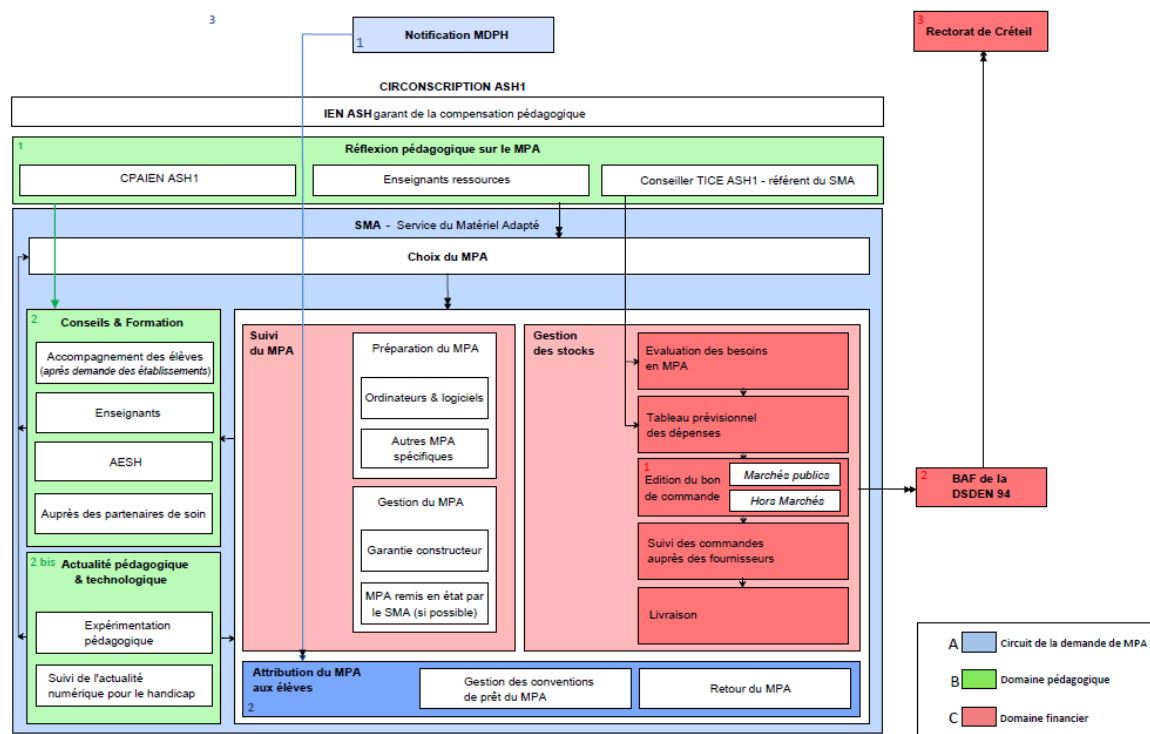 3
1
Notification MDPH
3
Rectorat de Créteil
CIRCONSCRIPTION ASH1
IEN ASH garant de la compensation pédagogique
1
Réflexion pédagogique sur le MPA
CPAIEN ASH1
Enseignants ressources
Conseiller TICE ASH1 - référent du SMA
SMA - Service du Matériel Adapté
Choix du MPA
2
Conseils & Formation
Accompagnement des élèves
(après demande des établissements)
Enseignants
AESH
Auprès des partenaires de soin
2 bis
Actualité pédagogique
& technologique
Expérimentation
pédagogique
Suivi de l'actualité
numérique pour le handicap
Suivi
du MPA
Préparation du MPA
Ordinateurs & logiciels
Autres MPA
spécifiques
Gestion du MPA
Garantie constructeur
MPA remis en état par
le SMA (si possible)
Gestion
des stocks
Evaluation des besoins
en MPA
Tableau prévisionnel
des dépenses
1
Edition du bon
de commande
Marchés publics
Hors Marchés
Suivi des commandes
auprès des fournisseurs
Livraison
2
BAF de la
DSDEN 94
Attribution du MPA
aux élèves
2
Gestion des conventions
de prêt du MPA
Retour du MPA
A Circuit de la demande de MPA
B Domaine pédagogique
C Domaine financier